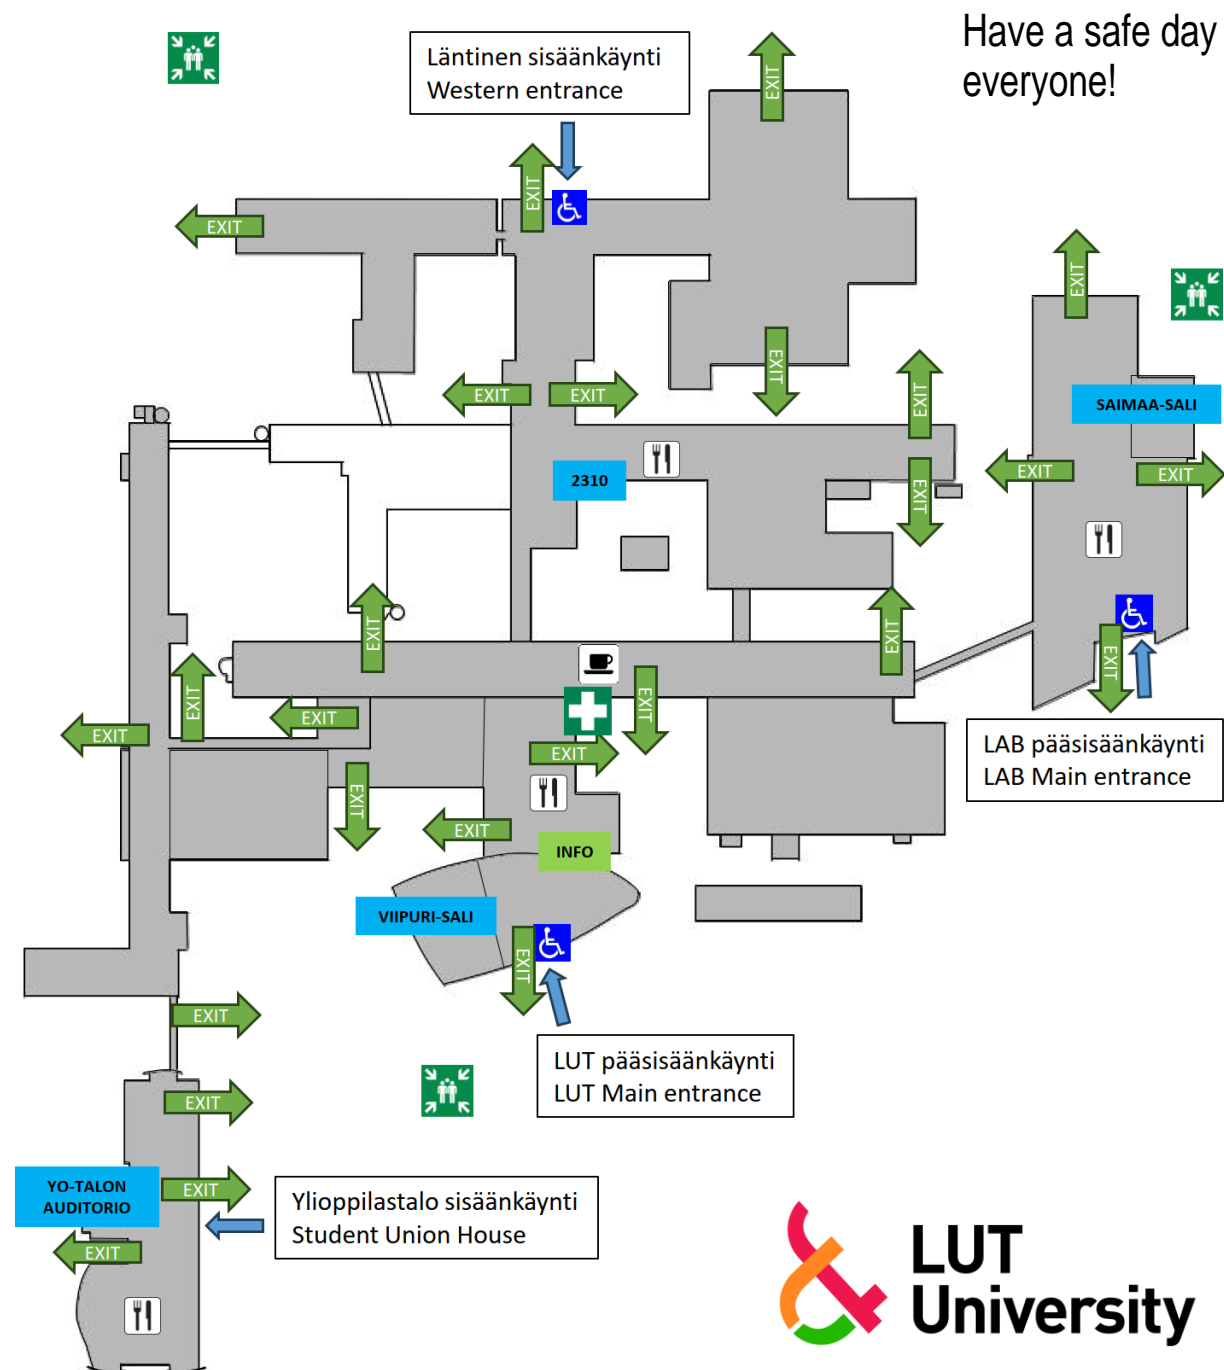 Have a safe day
everyone!
Läntinen sisäänkäynti
Western entrance
EXIT
EXIT
EXIT
EXIT
EXIT
EXIT
EXIT
EXIT
SAIMAA-SALI
EXIT
EXIT
EXIT
2310
EXIT
EXIT
EXIT
EXIT
EXIT
EXIT
EXIT
EXIT
EXIT
LAB pääsisäänkäynti
LAB Main entrance
EXIT
EXIT
EXIT
INFO
VIIPURI-SALI
EXIT
EXIT
LUT pääsisäänkäynti
LUT Main entrance
EXIT
YO-TALON
AUDITORIO
EXIT
Ylioppilastalo sisäänkäynti
Student Union House
EXIT
LUT
University